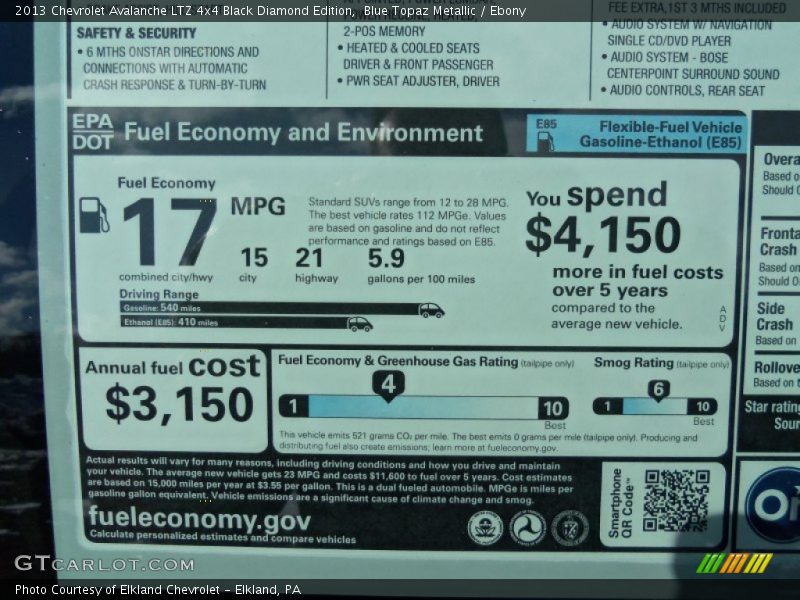 2013 Chevrolet Avalanche LTZ 4x4 Black Diamond Edition, Blue Topaz Metallic / Ebony
SAFETY & SECURITY
• 6 MTHS ONSTAR DIRECTIONS AND
CONNECTIONS WITH AUTOMATIC
CRASH RESPONSE & TURN-BY-TURN
2-POS MEMORY
• HEATED & COOLED SEATS
DRIVER & FRONT PASSENGER
• PWR SEAT ADJUSTER, DRIVER
FEE EXTRA,1ST 3 MTHS INCLUDED
• AUDIO SYSTEM W/ NAVIGATION
SINGLE CD/DVD PLAYER
• AUDIO SYSTEM - BOSE
CENTERPOINT SURROUND SOUND
• AUDIO CONTROLS, REAR SEAT
EPA
DOT
Fuel Economy and Environment
E85
Flexible-Fuel Vehicle
Gasoline-Ethanol (E85)
Fuel Economy
17 MPG
combined city/hwy
15
city
21
highway
5.9
gallons per 100 miles
Standard SUVs range from 12 to 28 MPG.
The best vehicle rates 112 MPGe. Values
are based on gasoline and do not reflect
performance and ratings based on E85.
Driving Range
Gasoline: 540 miles
Ethanol (E85): 410 miles
You spend
$4,150
more in fuel costs
over 5 years
compared to the
average new vehicle.
ADV
Annual fuel cost
$3,150
Fuel Economy & Greenhouse Gas Rating (tailpipe only)
1
4
10
Best
Smog Rating (tailpipe only)
1
6
10
Best
This vehicle emits 521 grams CO₂ per mile. The best emits 0 grams per mile (tailpipe only). Producing and
distributing fuel also create emissions; learn more at fueleconomy.gov.
Actual results will vary for many reasons, including driving conditions and how you drive and maintain
your vehicle. The average new vehicle gets 23 MPG and costs $11,600 to fuel over 5 years. Cost estimates
are based on 15,000 miles per year at $3.55 per gallon. This is a dual fueled automobile. MPGe is miles per
gasoline gallon equivalent. Vehicle emissions are a significant cause of climate change and smog.
fueleconomy.gov
Calculate personalized estimates and compare vehicles
Smartphone
QR Code™
Overa
Based o
Should O
Fronta
Crash
Based on
Should O
Side
Crash
Based on
Rollove
Based on t
Star rating
Sour
On
GTCARLOT.COM
Photo Courtesy of Elkland Chevrolet – Elkland, PA